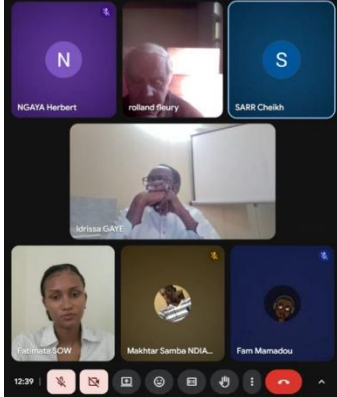 N
NGAYA Herbert
rolland fleury
S
SARR Cheikh
Idrissa GAYE
Fatimata SOW
Makhtar Samba NDIA...
Fam Mamadou
12:39